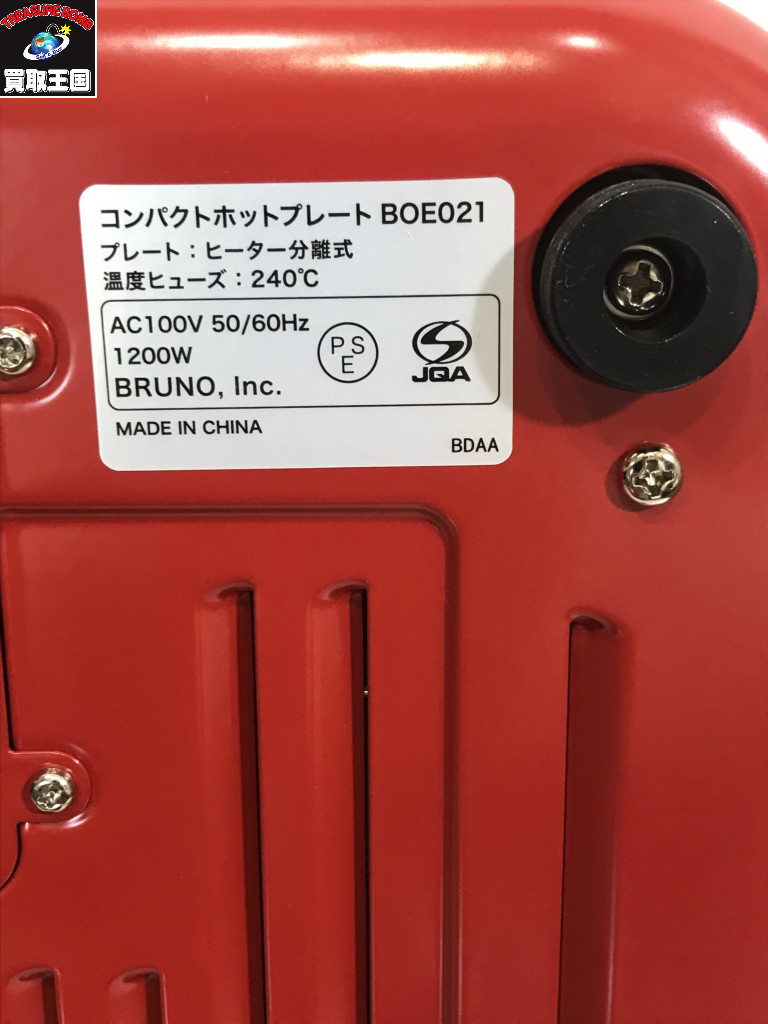 TREASURE BOMB
買取王国
コンパクトホットプレート BOE021
プレート：ヒーター分離式
温度ヒューズ：240℃
AC100V 50/60Hz
1200W
BRUNO, Inc.
PSE
JQA
MADE IN CHINA
BDAA